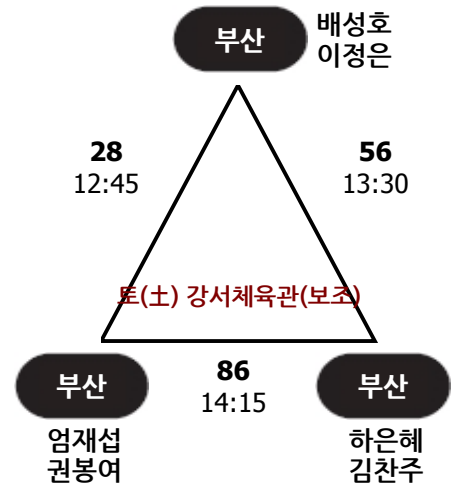 부산
배성호
이정은
28
12:45
56
13:30
토(土) 강서체육관(보조)
부산
86
14:15
부산
엄재섭
권봉여
하은혜
김찬주